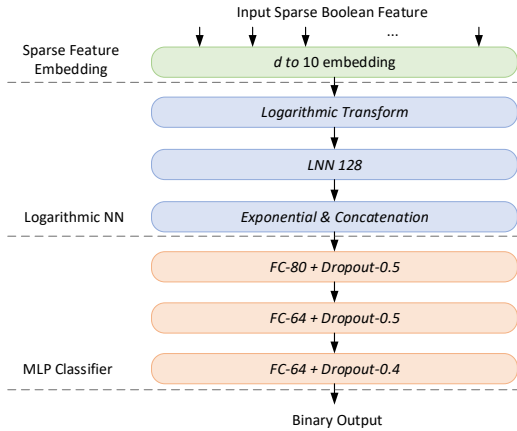 Input Sparse Boolean Feature
...
Sparse Feature
Embedding
d to 10 embedding
Logarithmic Transform
LNN 128
Logarithmic NN
Exponential & Concatenation
FC-80 + Dropout-0.5
FC-64 + Dropout-0.5
MLP Classifier
FC-64 + Dropout-0.4
Binary Output